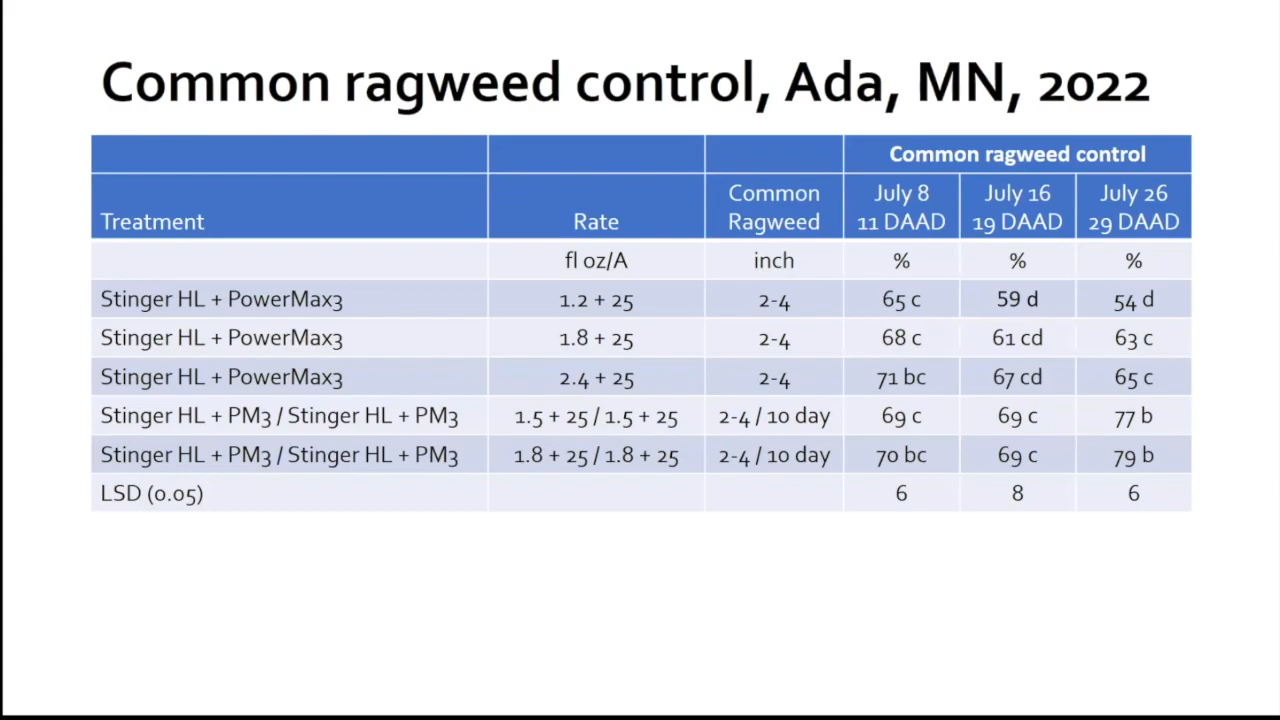 Common ragweed control, Ada, MN, 2022
Common ragweed control
Treatment Rate Common Ragweed July 8 11 DAAD July 16 19 DAAD July 26 29 DAAD
fl oz/A inch % % %
Stinger HL + PowerMax3 1.2 + 25 2-4 65 c 59 d 54 d
Stinger HL + PowerMax3 1.8 + 25 2-4 68 c 61 cd 63 c
Stinger HL + PowerMax3 2.4 + 25 2-4 71 bc 67 cd 65 c
Stinger HL + PM3 / Stinger HL + PM3 1.5 + 25 / 1.5 + 25 2-4 / 10 day 69 c 69 c 77 b
Stinger HL + PM3 / Stinger HL + PM3 1.8 + 25 / 1.8 + 25 2-4 / 10 day 70 bc 69 c 79 b
LSD (0.05) 6 8 6